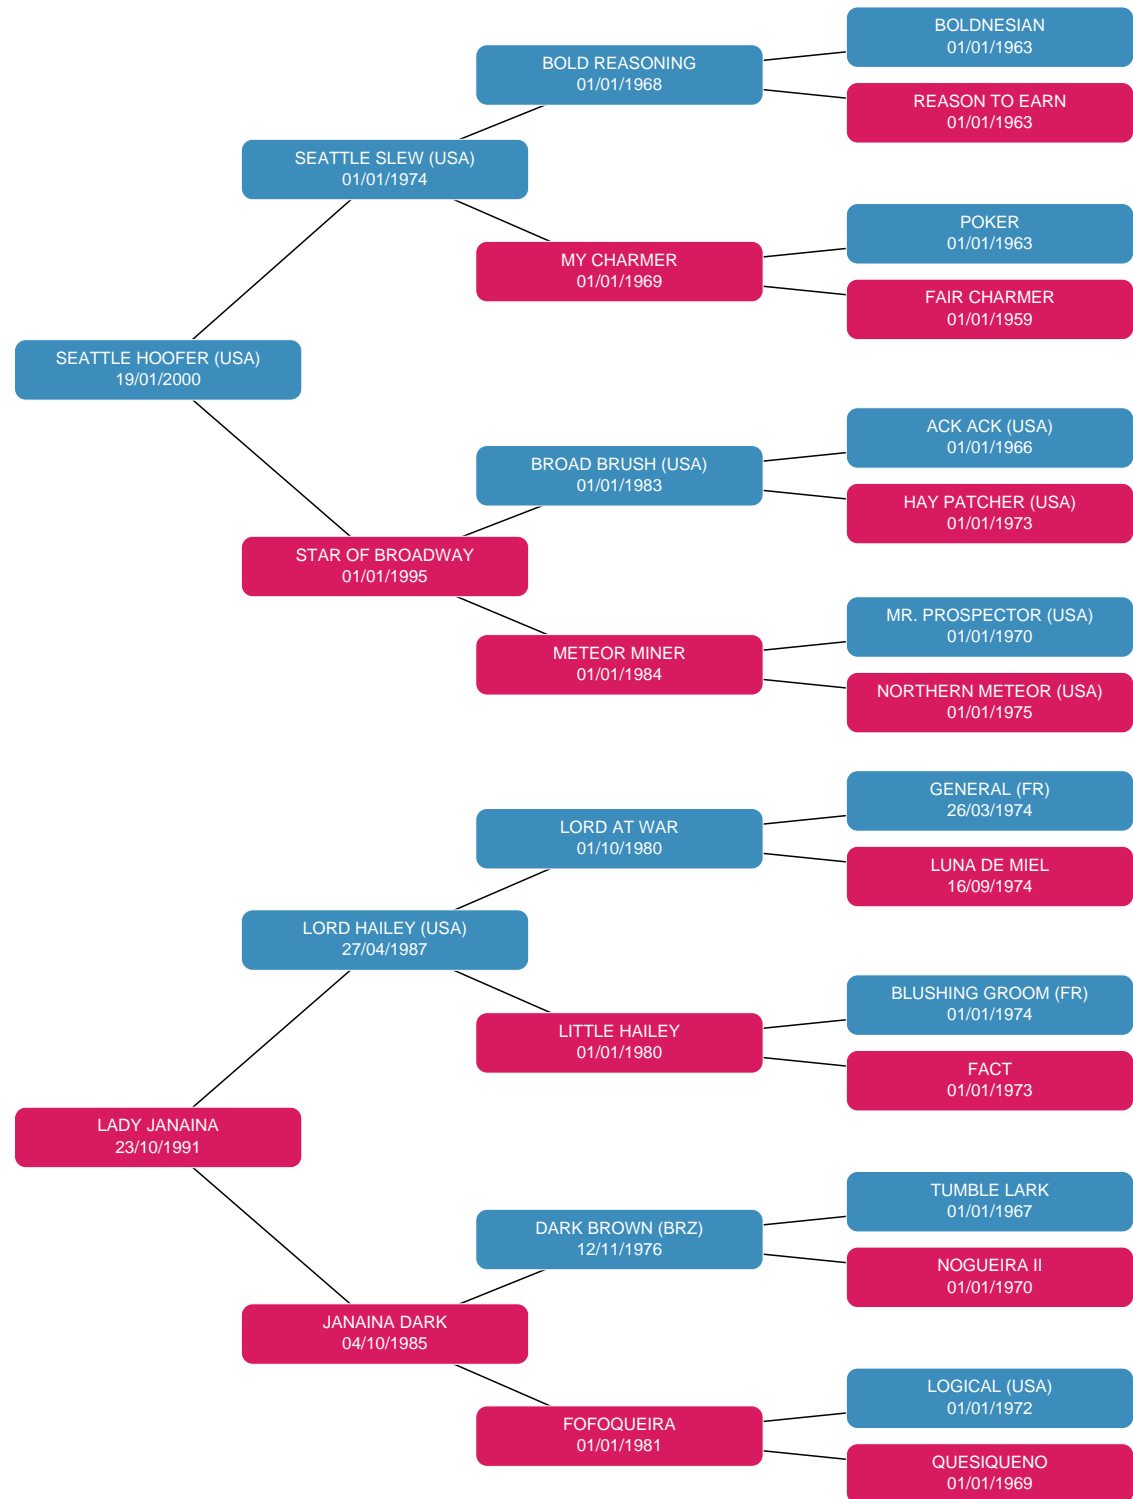 BOLDNESIAN
01/01/1963
BOLD REASONING
01/01/1968
REASON TO EARN
01/01/1963
SEATTLE SLEW (USA)
01/01/1974
POKER
01/01/1963
MY CHARMER
01/01/1969
FAIR CHARMER
01/01/1959
SEATTLE HOOFER (USA)
19/01/2000
ACK ACK (USA)
01/01/1966
BROAD BRUSH (USA)
01/01/1983
HAY PATCHER (USA)
01/01/1973
STAR OF BROADWAY
01/01/1995
MR. PROSPECTOR (USA)
01/01/1970
METEOR MINER
01/01/1984
NORTHERN METEOR (USA)
01/01/1975
GENERAL (FR)
26/03/1974
LORD AT WAR
01/10/1980
LUNA DE MIEL
16/09/1974
LORD HAILEY (USA)
27/04/1987
BLUSHING GROOM (FR)
01/01/1974
LITTLE HAILEY
01/01/1980
FACT
01/01/1973
LADY JANAINA
23/10/1991
TUMBLE LARK
01/01/1967
DARK BROWN (BRZ)
12/11/1976
NOGUEIRA II
01/01/1970
JANAINA DARK
04/10/1985
LOGICAL (USA)
01/01/1972
FOFOQUEIRA
01/01/1981
QUESIQUENO
01/01/1969